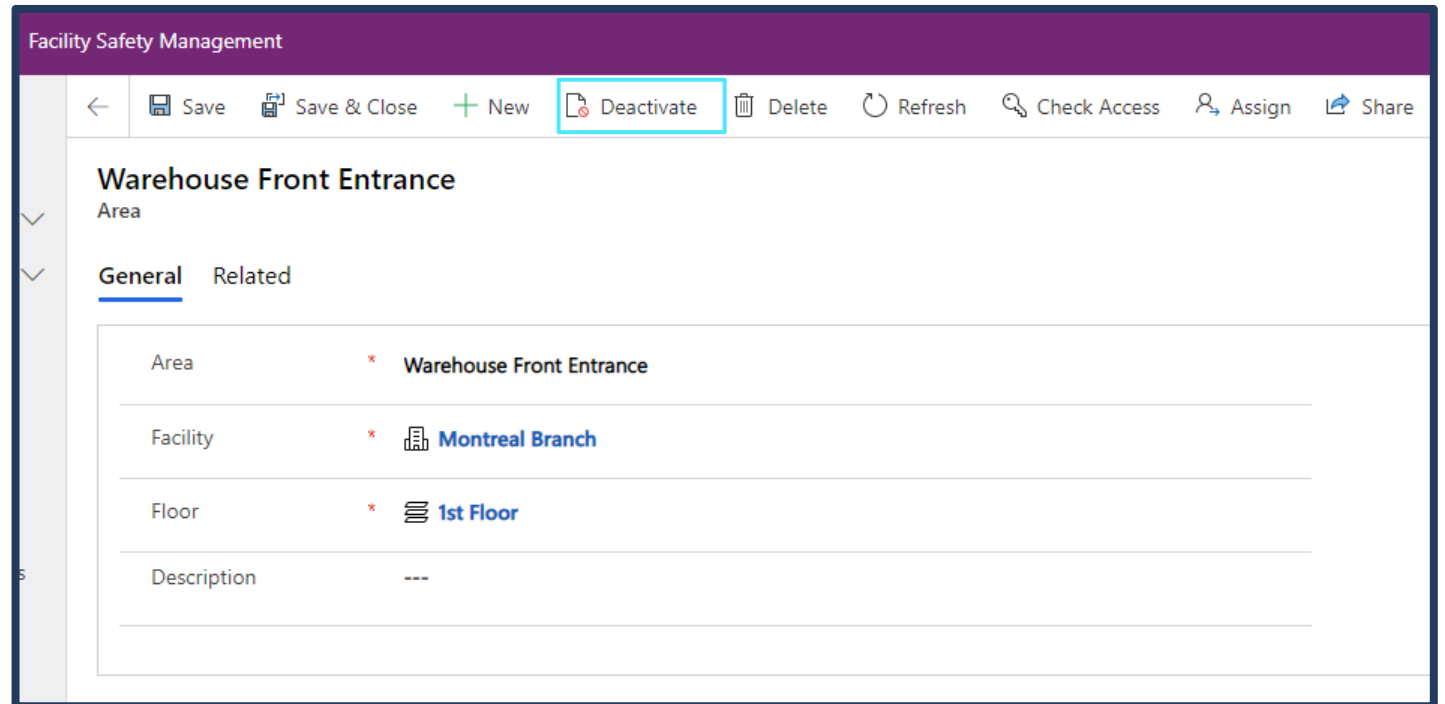 Facility Safety Management
Save Save & Close New Deactivate Delete Refresh Check Access Assign Share
Warehouse Front Entrance
Area
General Related
Area * Warehouse Front Entrance
Facility * Montreal Branch
Floor * 1st Floor
s
Description ---